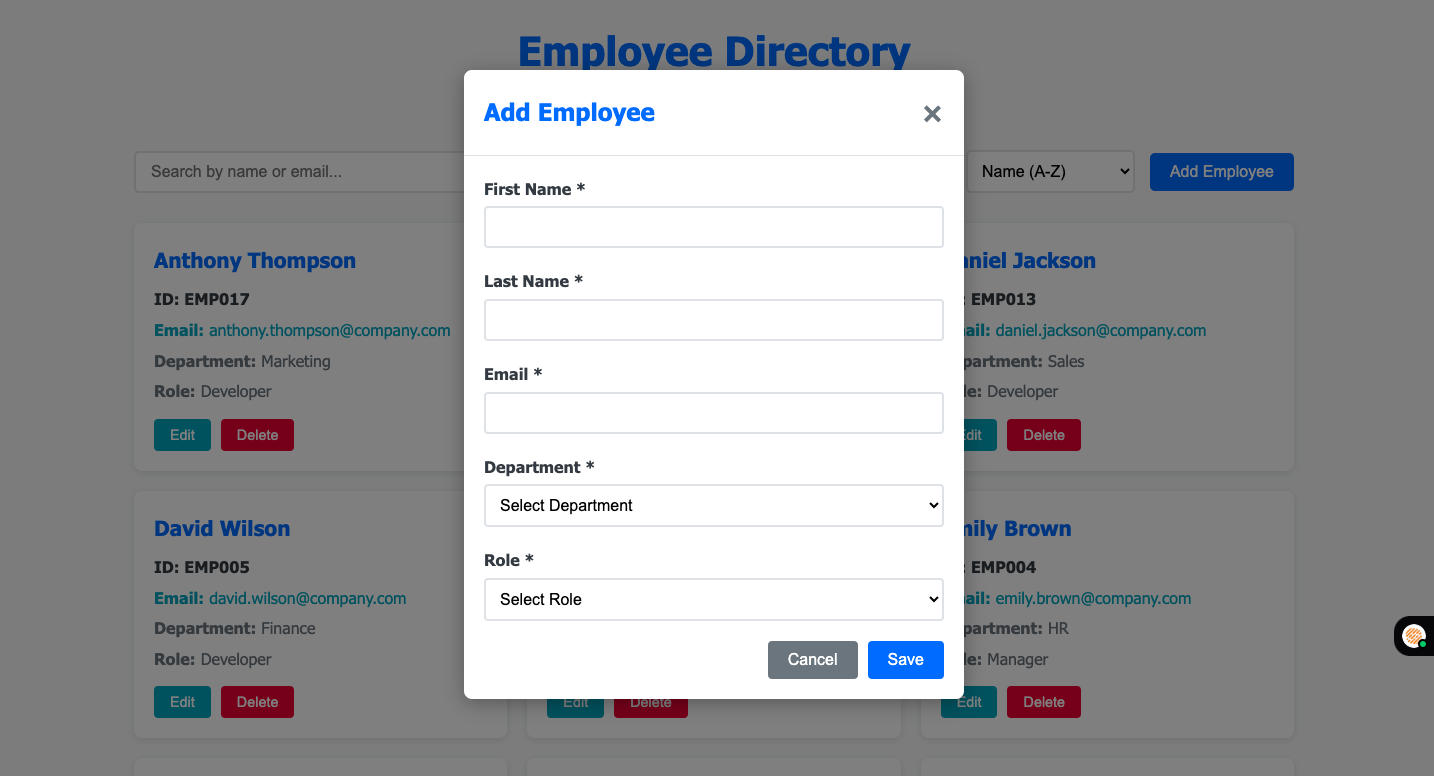 Employee Directory
Add Employee
×
Search by name or email...
Name (A-Z)
Add Employee
First Name *
Last Name *
Email *
Department *
Select Department
Role *
Select Role
Cancel
Save
Anthony Thompson
ID: EMP017
Email: anthony.thompson@company.com
Department: Marketing
Role: Developer
Edit
Delete
niel Jackson
: EMP013
ail: daniel.jackson@company.com
partment: Sales
le: Developer
dit
Delete
David Wilson
ID: EMP005
Email: david.wilson@company.com
Department: Finance
Role: Developer
Edit
Delete
Edit
Delete
mily Brown
: EMP004
ail: emily.brown@company.com
partment: HR
le: Manager
Edit
Delete